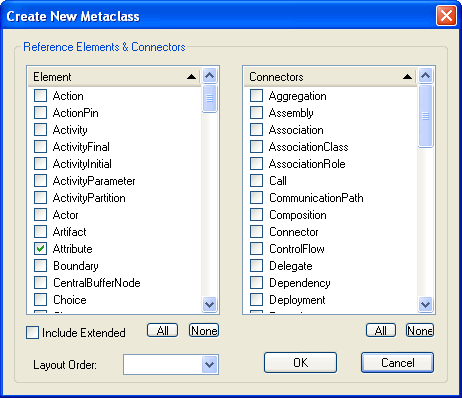 Create New Metaclass
Reference Elements & Connectors
Element
Action
ActionPin
Activity
ActivityFinal
ActivityInitial
ActivityParameter
ActivityPartition
Actor
Artifact
Attribute
Boundary
CentralBufferNode
Choice
Connectors
Aggregation
Assembly
Association
AssociationClass
AssociationRole
Call
CommunicationPath
Composition
Connector
ControlFlow
Delegate
Dependency
Deployment
Include Extended
All
None
All
None
Layout Order:
OK
Cancel